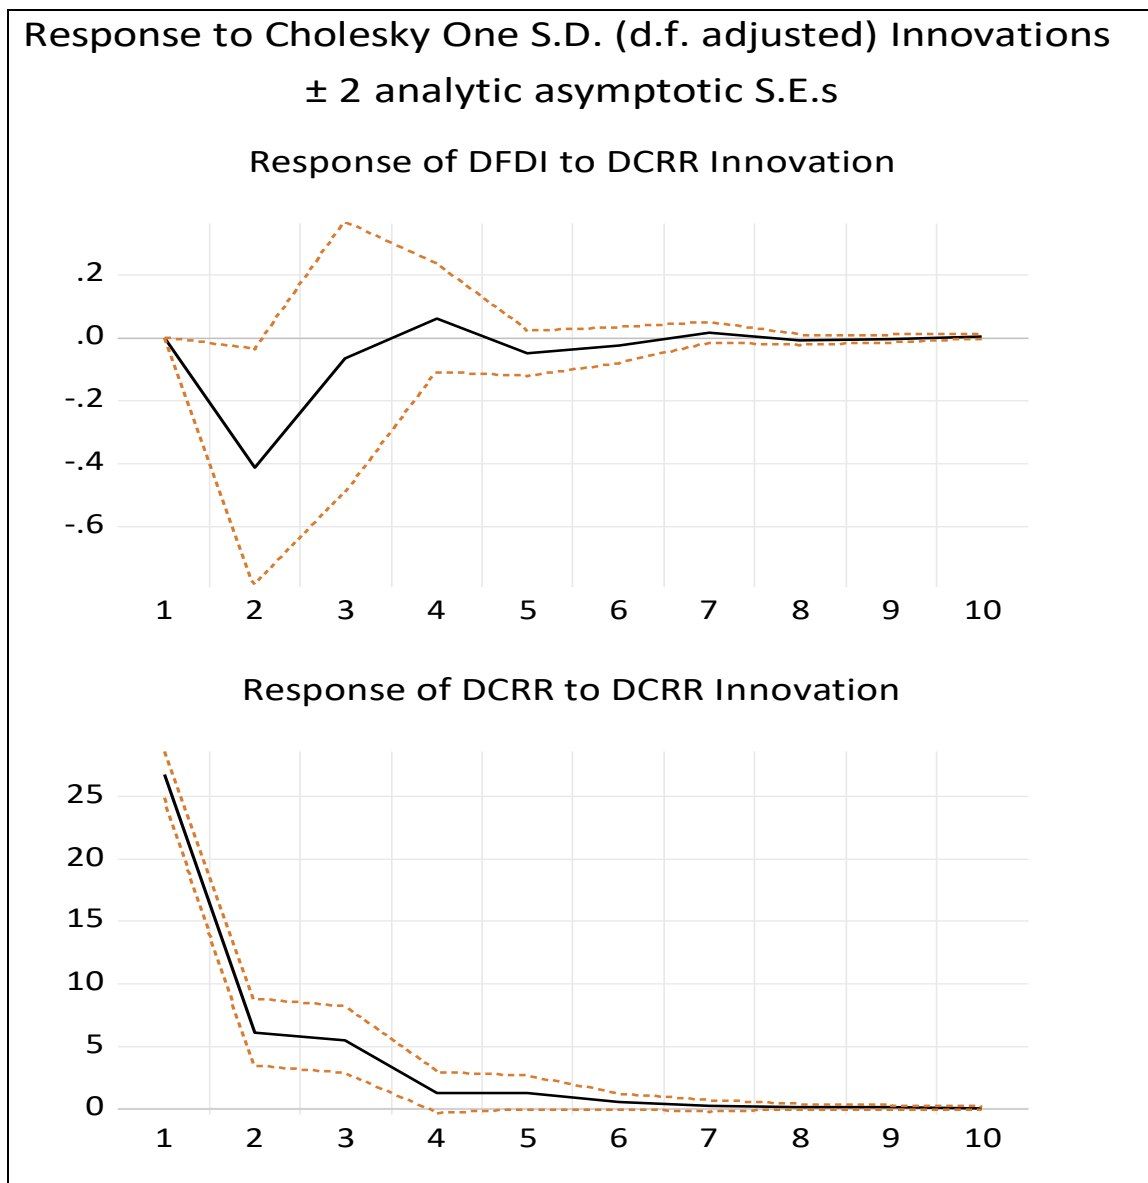 Response to Cholesky One S.D. (d.f. adjusted) Innovations
± 2 analytic asymptotic S.E.s
Response of DFDI to DCRR Innovation
.2
.0
-.2
-.4
-.6
1 2 3 4 5 6 7 8 9 10
Response of DCRR to DCRR Innovation
25
20
15
10
5
0
1 2 3 4 5 6 7 8 9 10